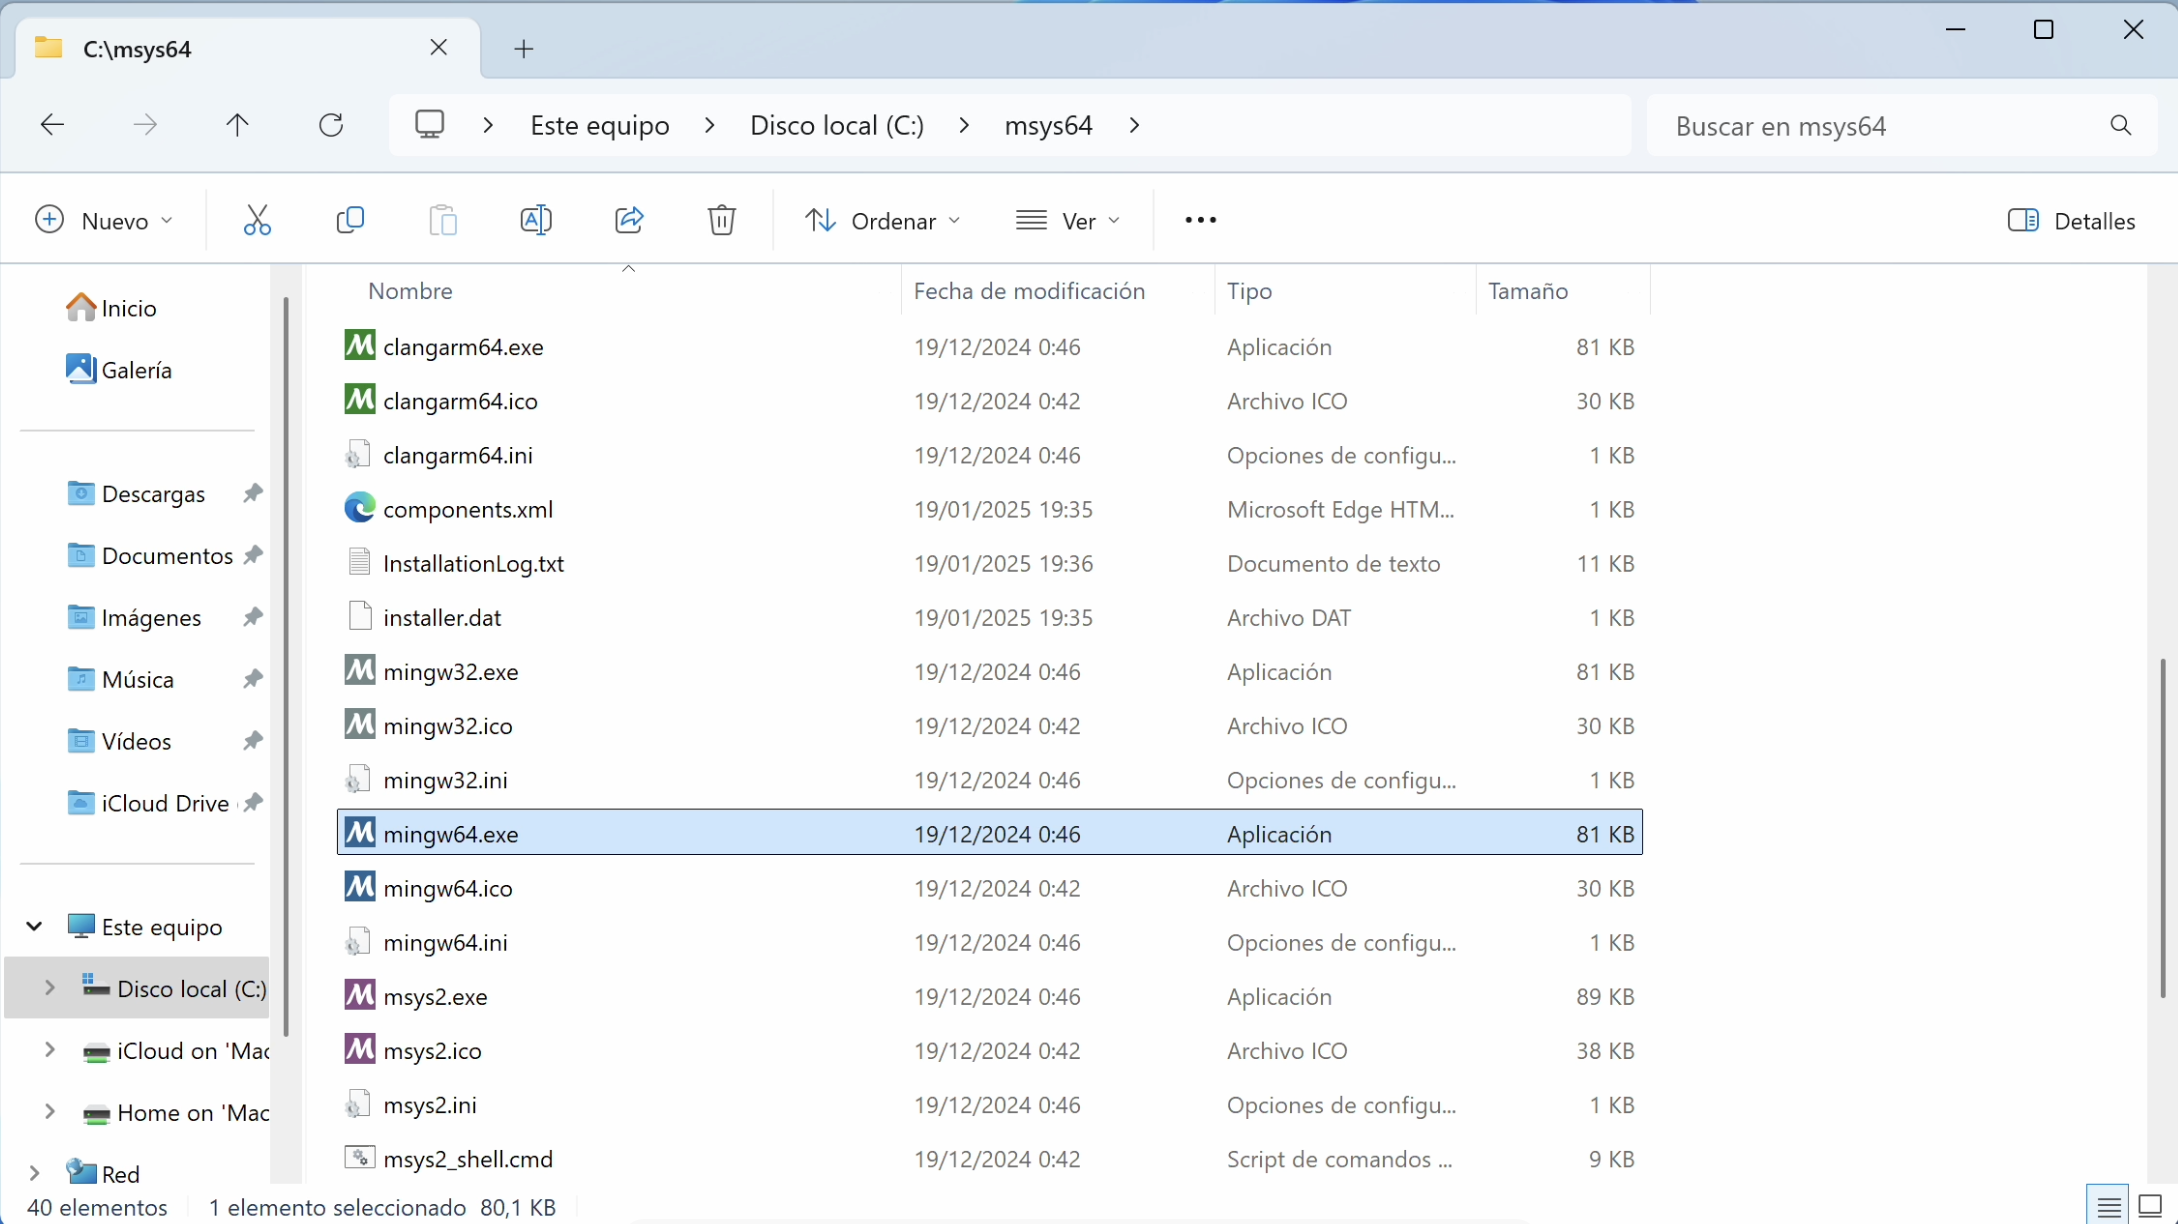 C:\msys64
Este equipo
Disco local (C:)
msys64
Buscar en msys64
Nuevo
Ordenar
Ver
Detalles
Inicio
Galería
Descargas
Documentos
Imágenes
Música
Vídeos
iCloud Drive
Este equipo
Disco local (C:)
iCloud on 'Mac
Home on 'Mac
Red
Nombre Fecha de modificación Tipo Tamaño
clangarm64.exe 19/12/2024 0:46 Aplicación 81 KB
clangarm64.ico 19/12/2024 0:42 Archivo ICO 30 KB
clangarm64.ini 19/12/2024 0:46 Opciones de configu... 1 KB
components.xml 19/01/2025 19:35 Microsoft Edge HTM... 1 KB
InstallationLog.txt 19/01/2025 19:36 Documento de texto 11 KB
installer.dat 19/01/2025 19:35 Archivo DAT 1 KB
mingw32.exe 19/12/2024 0:46 Aplicación 81 KB
mingw32.ico 19/12/2024 0:42 Archivo ICO 30 KB
mingw32.ini 19/12/2024 0:46 Opciones de configu... 1 KB
mingw64.exe 19/12/2024 0:46 Aplicación 81 KB
mingw64.ico 19/12/2024 0:42 Archivo ICO 30 KB
mingw64.ini 19/12/2024 0:46 Opciones de configu... 1 KB
msys2.exe 19/12/2024 0:46 Aplicación 89 KB
msys2.ico 19/12/2024 0:42 Archivo ICO 38 KB
msys2.ini 19/12/2024 0:46 Opciones de configu... 1 KB
msys2_shell.cmd 19/12/2024 0:42 Script de comandos ... 9 KB
40 elementos 1 elemento seleccionado 80,1 KB